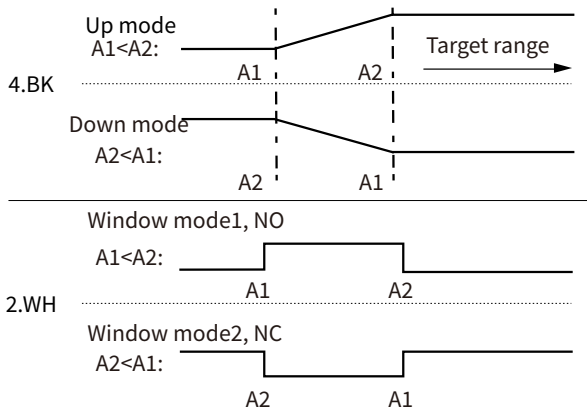 Up mode
A1<A2:
Target range
A1 A2
4.BK
Down mode
A2<A1:
A2 A1
Window mode1, NO
A1<A2:
A1 A2
2.WH
Window mode2, NC
A2<A1:
A2 A1